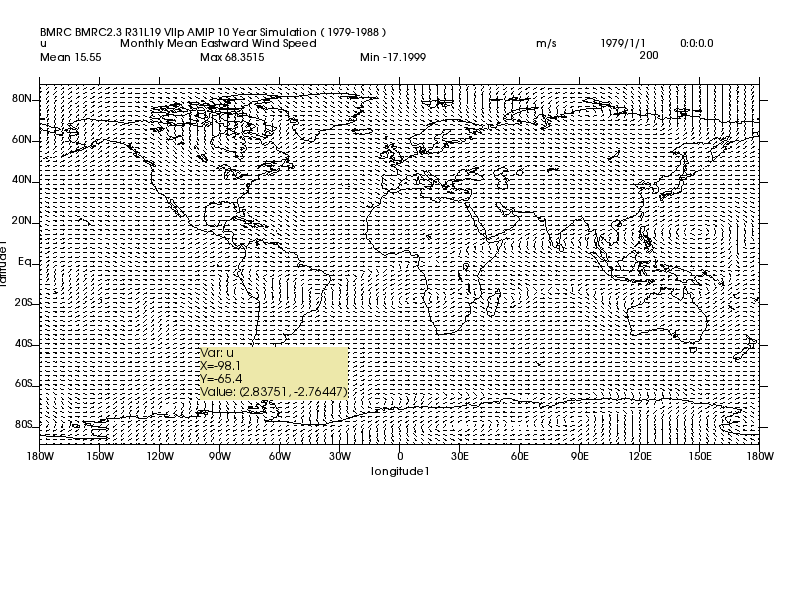 BMRC BMRC2.3 R31L19 VIIp AMIP 10 Year Simulation ( 1979-1988 )
u Monthly Mean Eastward Wind Speed m/s 1979/1/1 0:0:0.0
Mean 15.55 Max 68.3515 Min -17.1999 200
80N
60N
40N
20N
Eq
20S
40S
60S
80S
latitude1
Var: u
X=-98.1
Y=-65.4
Value: (2.83751, -2.76447)
180W 150W 120W 90W 60W 30W 0 30E 60E 90E 120E 150E 180W
longitude1